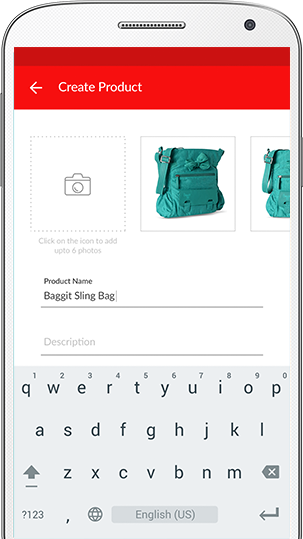 Create Product
Click on the icon to add
upto 6 photos
Product Name
Baggit Sling Bag
Description
1 2 3 4 5 6 7 8 9 0
q w e r t y u i o p
a s d f g h j k l
z x c v b n m
?123 , English (US)